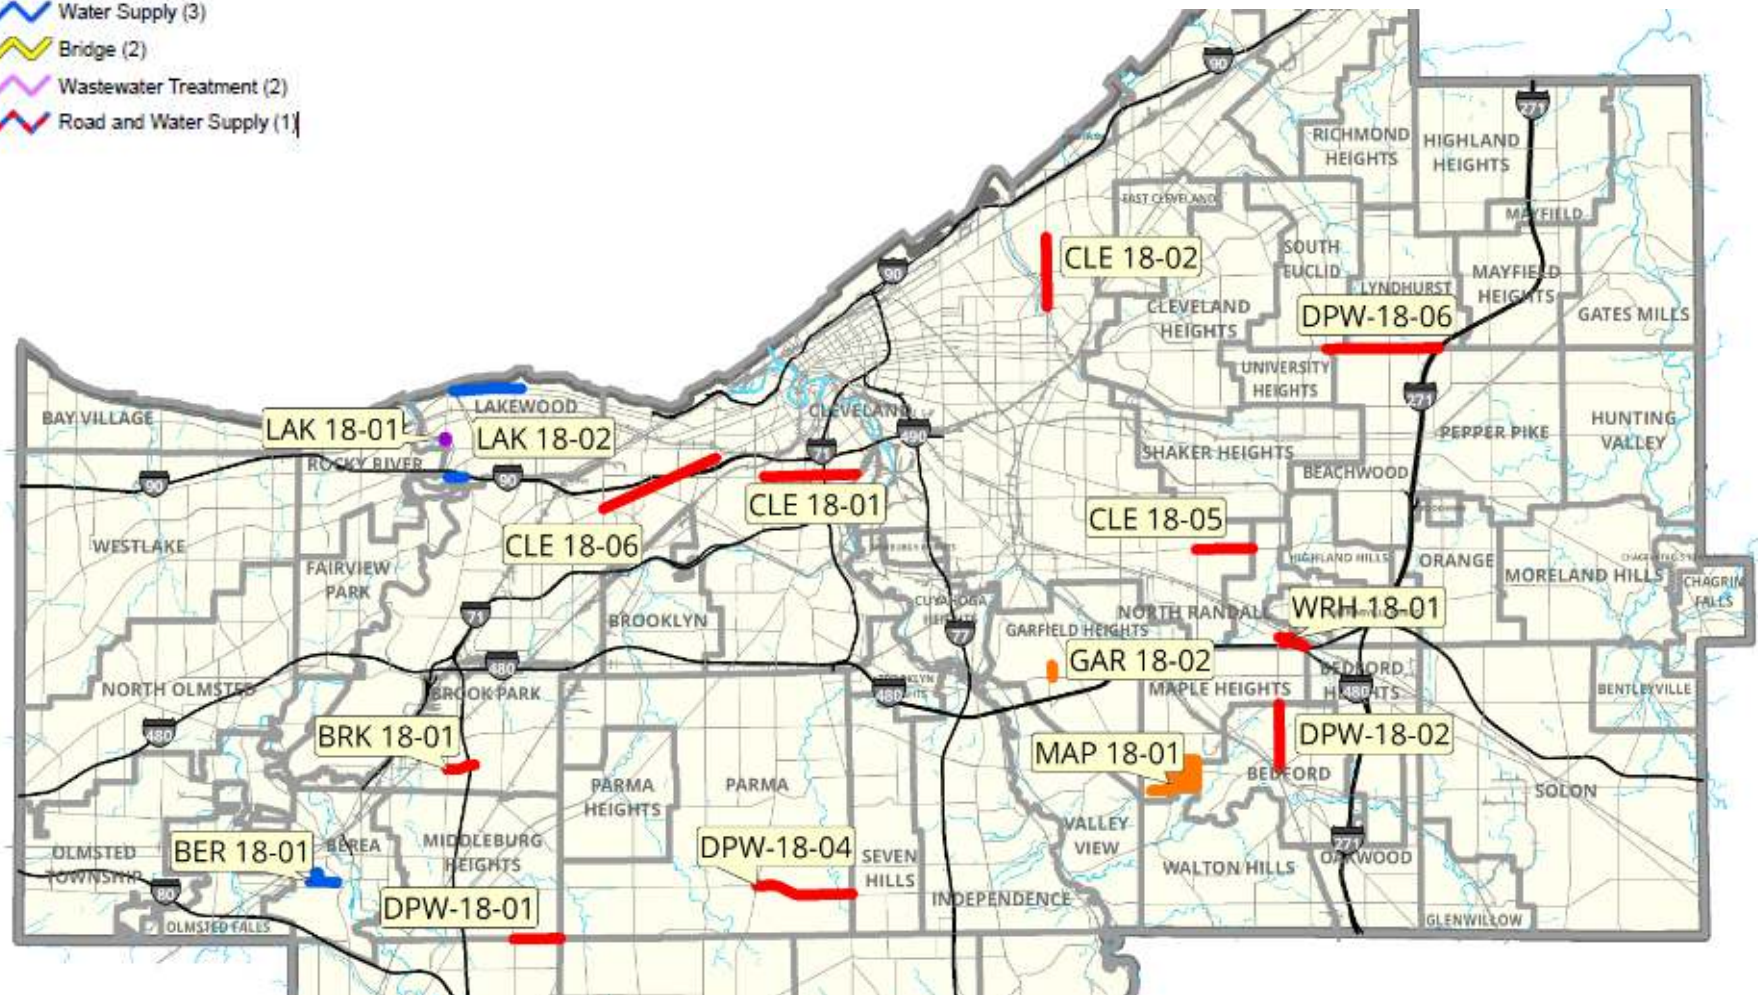 Water Supply (3)
Bridge (2)
Wastewater Treatment (2)
Road and Water Supply (1)
90
271
RICHMOND
HEIGHTS
HIGHLAND
HEIGHTS
EAST CLEVELAND
MAYFIELD
CLE 18-02
SOUTH
EUCLID
MAYFIELD
HEIGHTS
90
LYNDHURST
CLEVELAND
HEIGHTS
DPW-18-06
GATES MILLS
UNIVERSITY
HEIGHTS
271
BAY VILLAGE
LAKEWOOD
CLEVELAND
HUNTING
VALLEY
LAK 18-01
LAK 18-02
490
PEPPER PIKE
71
SHAKER HEIGHTS
ROCKY RIVER
BEACHWOOD
90
90
CLE 18-01
CLE 18-05
WESTLAKE
CLE 18-06
HIGHLAND HILLS
ORANGE
MORELAND HILLS
FAIRVIEW
PARK
CHAGRIN
FALLS
CUYAHOGA
HEIGHTS
71
BROOKLYN
77
NORTH RANDALL
WRH 18-01
GARFIELD HEIGHTS
480
GAR 18-02
BEDFORD
HEIGHTS
NORTH OLMSTED
BROOK PARK
BROOKLYN
HEIGHTS
480
MAPLE HEIGHTS
480
BENTLEYVILLE
480
BRK 18-01
DPW-18-02
MAP 18-01
BEDFORD
PARMA
HEIGHTS
PARMA
SOLON
VALLEY
VIEW
OLMSTED
TOWNSHIP
BER 18-01
BEREA
MIDDLEBURG
HEIGHTS
DPW-18-04
SEVEN
HILLS
271
OAKWOOD
WALTON HILLS
80
DPW-18-01
INDEPENDENCE
OLMSTED FALLS
GLENWILLOW